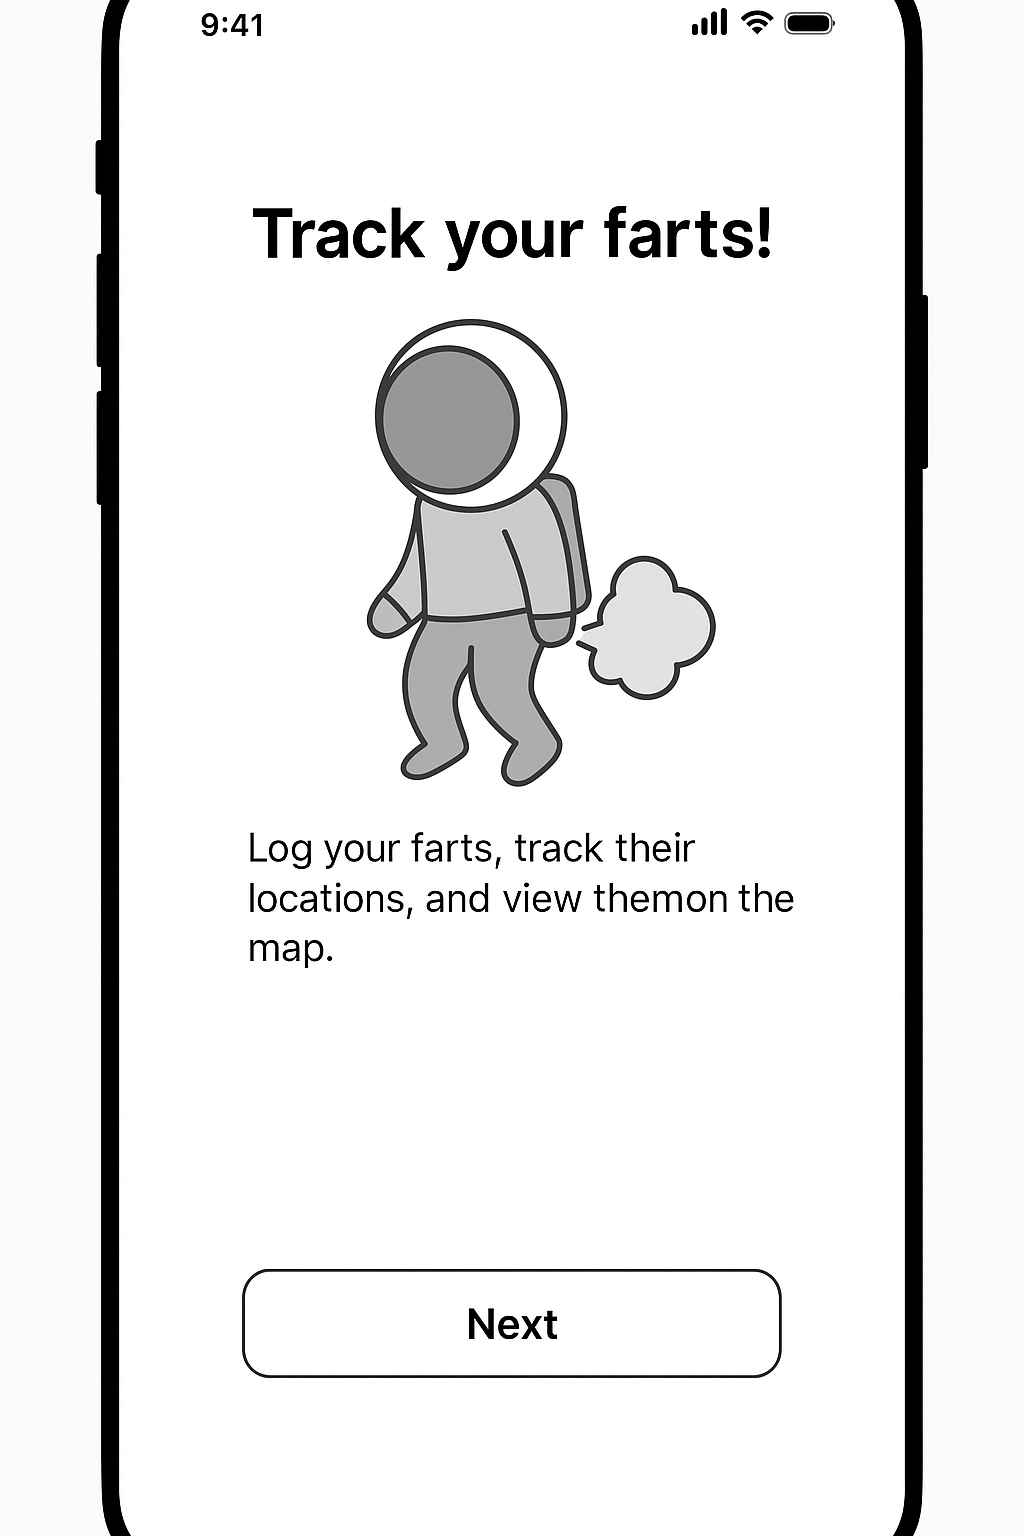 9:41
Track your farts!
Log your farts, track their
locations, and view themon the
map.
Next